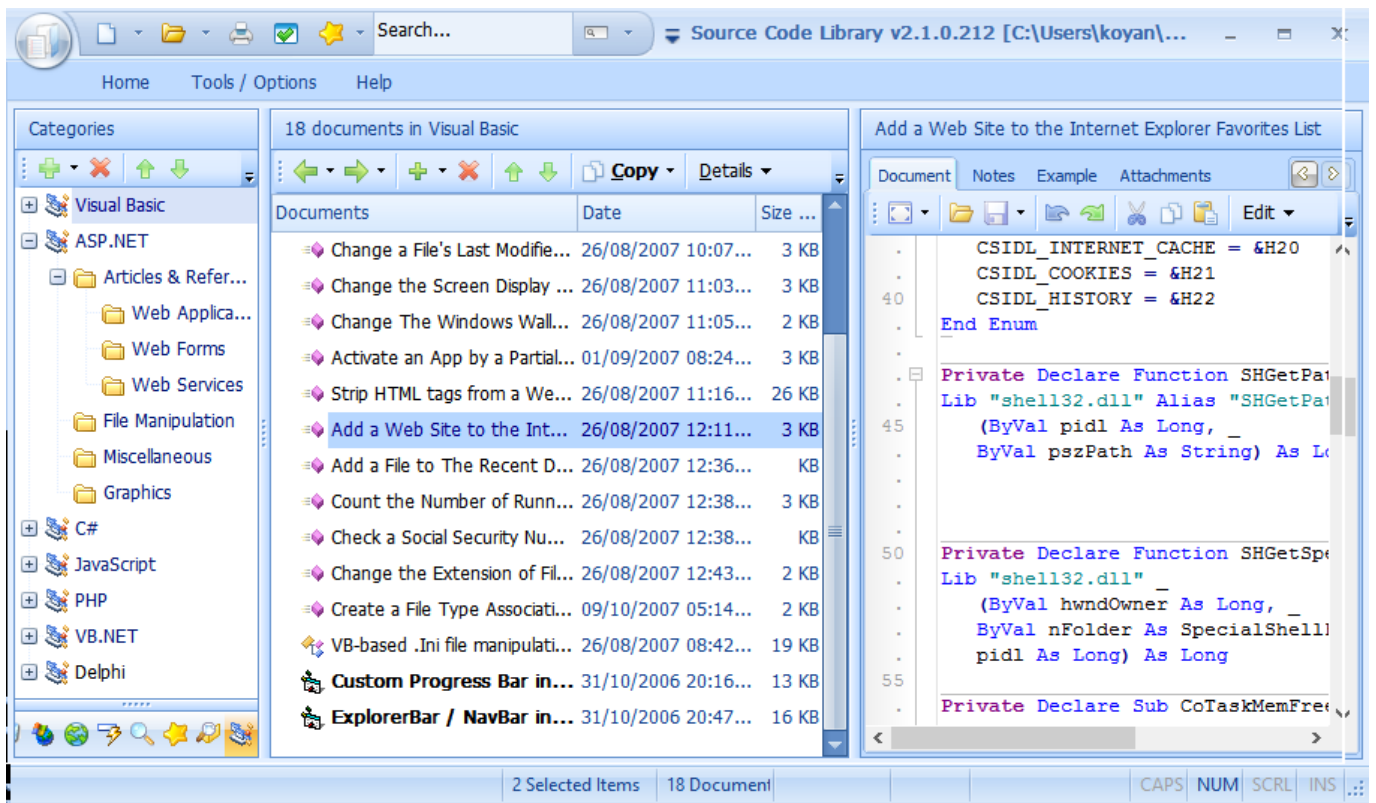 Search...
Source Code Library v2.1.0.212 [C:\Users\koyan\...
Home Tools / Options Help
Categories
Visual Basic
ASP.NET
Articles & Refer...
Web Applica...
Web Forms
Web Services
File Manipulation
Miscellaneous
Graphics
C#
JavaScript
PHP
VB.NET
Delphi
18 documents in Visual Basic
Copy Details
Documents Date Size ...
Change a File's Last Modifie... 26/08/2007 10:07... 3 KB
Change the Screen Display ... 26/08/2007 11:03... 3 KB
Change The Windows Wall... 26/08/2007 11:05... 2 KB
Activate an App by a Partial... 01/09/2007 08:24... 3 KB
Strip HTML tags from a We... 26/08/2007 11:16... 26 KB
Add a Web Site to the Int... 26/08/2007 12:11... 3 KB
Add a File to The Recent D... 26/08/2007 12:36... KB
Count the Number of Runn... 26/08/2007 12:38... 3 KB
Check a Social Security Nu... 26/08/2007 12:38... KB
Change the Extension of Fil... 26/08/2007 12:43... 2 KB
Create a File Type Associati... 09/10/2007 05:14... 2 KB
VB-based .Ini file manipulati... 26/08/2007 08:42... 19 KB
Custom Progress Bar in... 31/10/2006 20:16... 13 KB
ExplorerBar / NavBar in... 31/10/2006 20:47... 16 KB
Add a Web Site to the Internet Explorer Favorites List
Document Notes Example Attachments
Edit
. CSIDL_INTERNET_CACHE = &H20
. CSIDL_COOKIES = &H21
40 CSIDL_HISTORY = &H22
. End Enum
.
. Private Declare Function SHGetPat
. Lib "shell32.dll" Alias "SHGetPat
45 (ByVal pidl As Long, _
. ByVal pszPath As String) As Lo
.
.
.
50 Private Declare Function SHGetSpe
. Lib "shell32.dll" _
. (ByVal hwndOwner As Long, _
. ByVal nFolder As SpecialShell
. pidl As Long) As Long
55
. Private Declare Sub CoTaskMemFree
2 Selected Items 18 Document
CAPS NUM SCRL INS